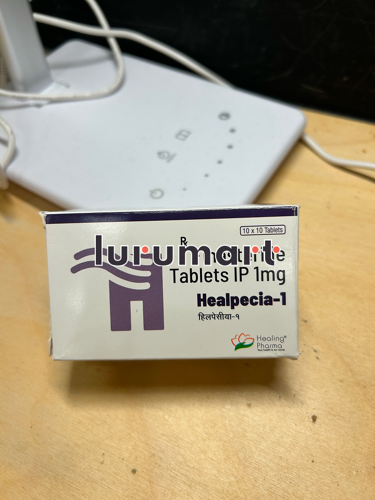 10 x 10 Tablets
lurumart
Tablets IP 1mg
Healpecia-1
हिलपेसीया-१
Healing®
Pharma